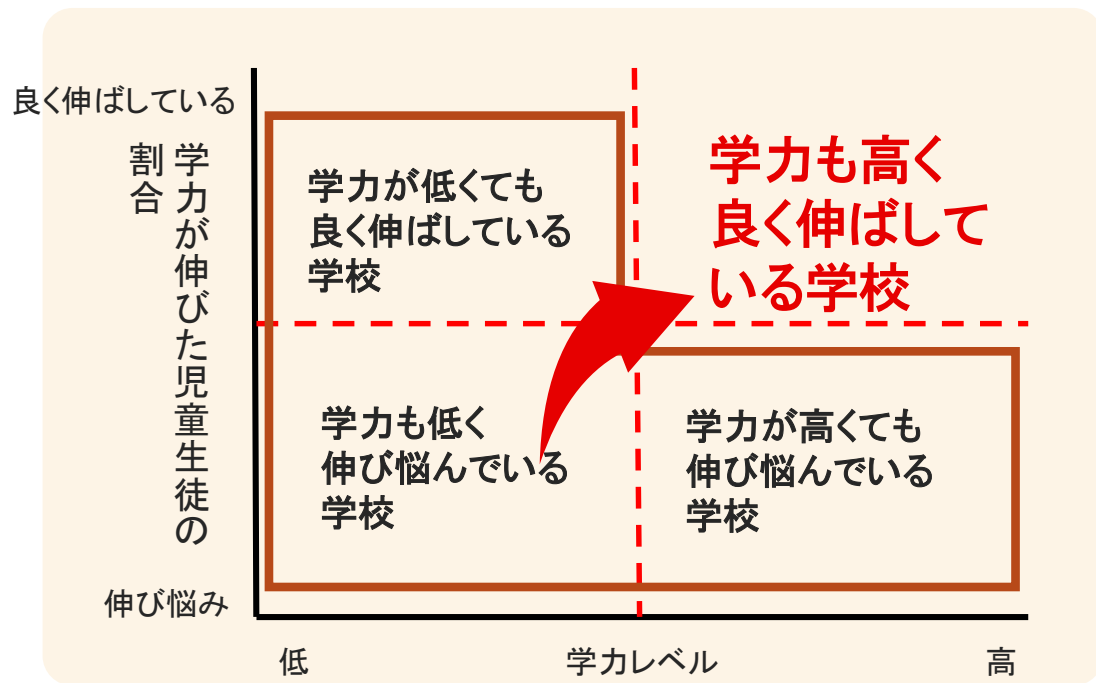 良く伸ばしている
学力が伸びた児童生徒の
割合
学力が低くても
良く伸ばしている
学校
学力も高く
良く伸ばして
いる学校
学力も低く
伸び悩んでいる
学校
学力が高くても
伸び悩んでいる
学校
伸び悩み
低
学力レベル
高